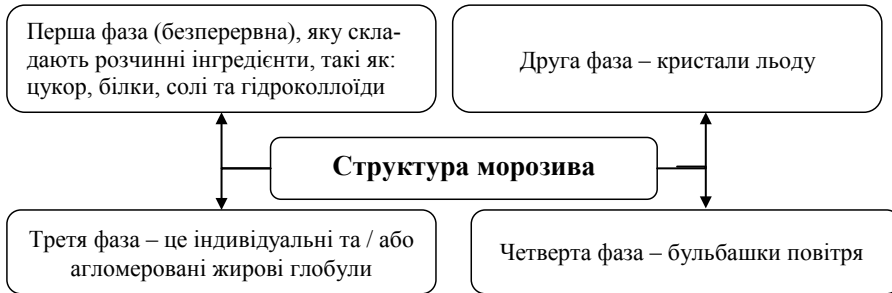 Перша фаза (безперервна), яку скла-
дають розчинні інгредієнти, такі як:
цукор, білки, солі та гідроколлоїди
Друга фаза – кристали льоду
Структура морозива
Третя фаза – це індивідуальні та / або
агломеровані жирові глобули
Четверта фаза – бульбашки повітря